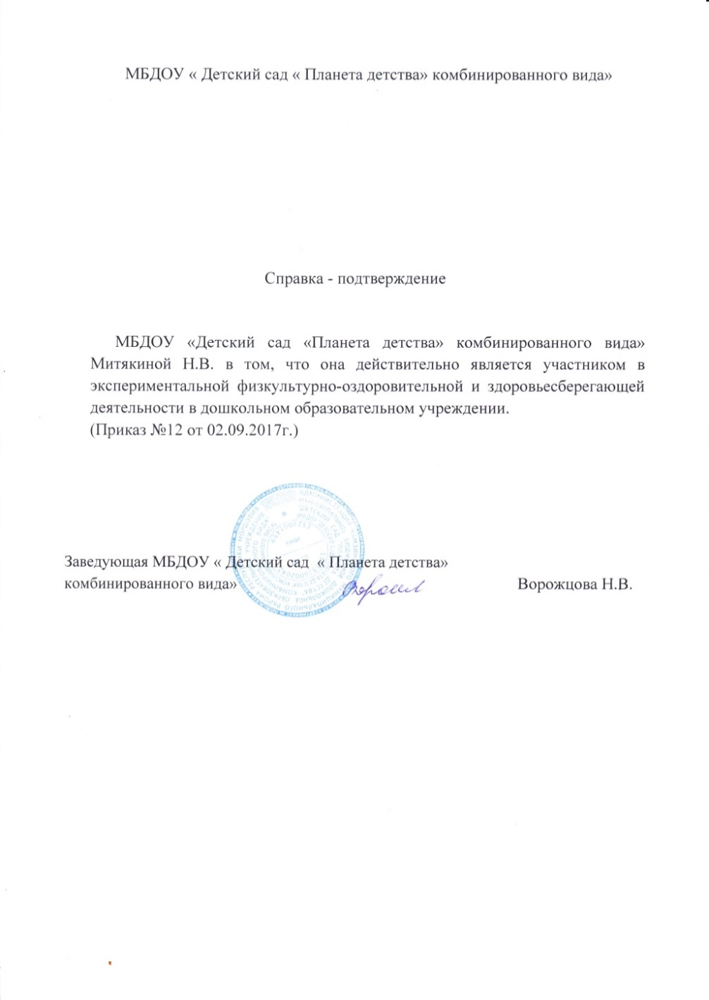 МБДОУ « Детский сад « Планета детства» комбинированного вида»
Справка - подтверждение
МБДОУ «Детский сад «Планета детства» комбинированного вида»
Митякиной Н.В. в том, что она действительно является участником в
экспериментальной физкультурно-оздоровительной и здоровьесберегающей
деятельности в дошкольном образовательном учреждении.
(Приказ №12 от 02.09.2017г.)
Заведующая МБДОУ « Детский сад « Планета детства»
комбинированного вида» Ворожцова Н.В.